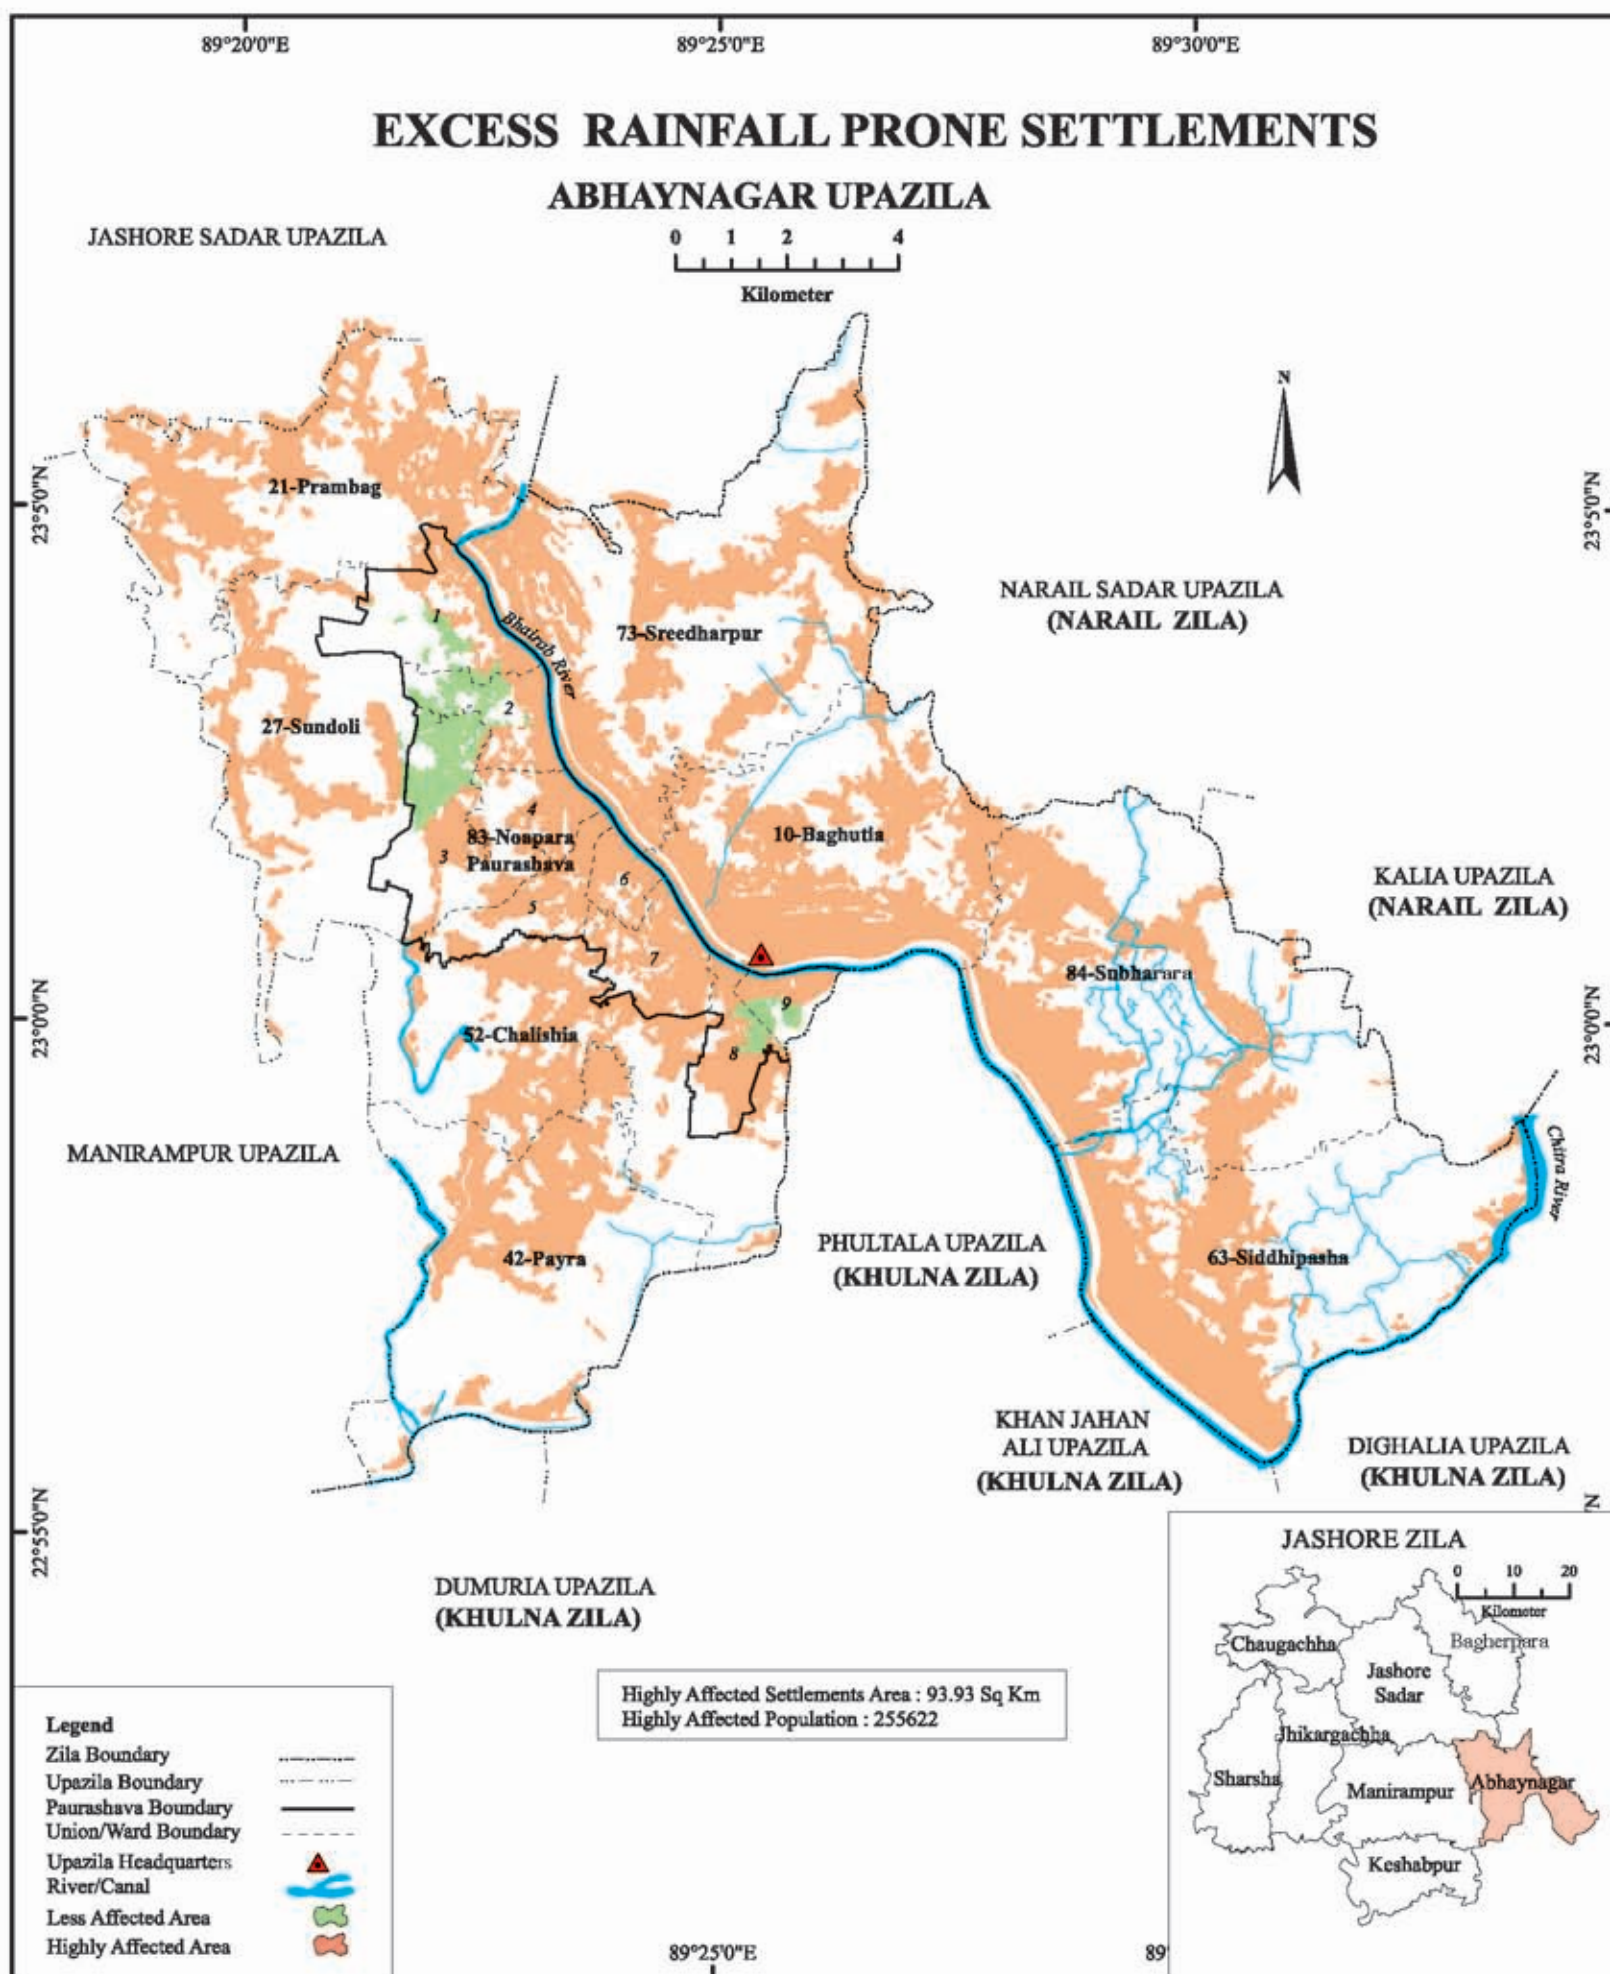 89°20'0"E
89°25'0"E
89°30'0"E
EXCESS RAINFALL PRONE SETTLEMENTS
ABHAYNAGAR UPAZILA
JASHORE SADAR UPAZILA
0 1 2 4
Kilometer
N
23°5'0"N
23°5'0"N
21-Prambag
NARAIL SADAR UPAZILA
(NARAIL ZILA)
1
Bhairub River
73-Sreedharpur
27-Sundoli
2
4
83-Noapara
Paurashava
3
10-Baghutia
6
5
KALIA UPAZILA
(NARAIL ZILA)
7
84-Subharara
9
23°0'0"N
23°0'0"N
52-Chalishia
8
MANIRAMPUR UPAZILA
Chitra River
42-Payra
PHULTALA UPAZILA
(KHULNA ZILA)
63-Siddhipasha
KHAN JAHAN
ALI UPAZILA
(KHULNA ZILA)
DIGHALIA UPAZILA
(KHULNA ZILA)
22°55'0"N
N
DUMURIA UPAZILA
(KHULNA ZILA)
JASHORE ZILA
0 10 20
Kilometer
Chaugachha
Bagherpara
Jashore
Sadar
Jhikargachha
Sharsha
Manirampur
Abhaynagar
Keshabpur
Highly Affected Settlements Area : 93.93 Sq Km
Highly Affected Population : 255622
Legend
Zila Boundary
Upazila Boundary
Paurashava Boundary
Union/Ward Boundary
Upazila Headquarters
River/Canal
Less Affected Area
Highly Affected Area
89°25'0"E
89°